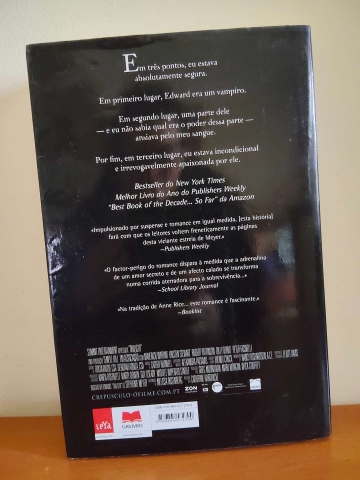 Em três pontos, eu estava
absolutamente segura.
Em primeiro lugar, Edward era um vampiro.
Em segundo lugar, uma parte dele
— e eu não sabia qual era o poder dessa parte —
ansiava pelo meu sangue.
Por fim, em terceiro lugar, eu estava incondicional
e irrevogavelmente apaixonada por ele.
Bestseller do New York Times
Melhor Livro do Ano do Publishers Weekly
"Best Book of the Decade... So Far" da Amazon
«Impulsionado por suspense e romance em igual medida, [esta história]
fará com que os leitores voltem freneticamente as páginas
desta viciante estreia de Meyer.»
—Publishers Weekly
«O factor-perigo do romance dispara à medida que a adrenalina
de um amor secreto e de um afecto calado se transforma
numa corrida aterradora para a sobrevivência...»
—School Library Journal
«Na tradição de Anne Rice... este romance é fascinante.»
—Booklist
CREPUSCULO-OFILME.COM.PT
ZON
LeYa
GAILIVRO